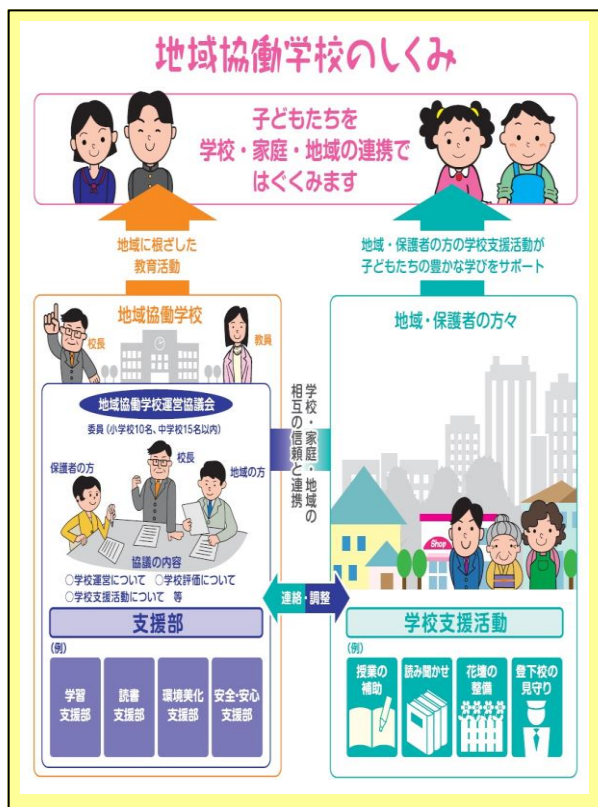 地域協働学校のしくみ
子どもたちを
学校・家庭・地域の連携で
はぐくみます
地域に根ざした
教育活動
地域・保護者の方の学校支援活動が
子どもたちの豊かな学びをサポート
地域協働学校
校長
教員
地域協働学校運営協議会
委員(小学校10名、中学校15名以内)
保護者の方
校長
地域の方
協議の内容
○学校運営について ○学校評価について
○学校支援活動について 等
支援部
(例)
学習
支援部
読書
支援部
環境美化
支援部
安全・安心
支援部
学校・家庭・地域の
相互の信頼と連携
連絡・調整
地域・保護者の方々
Shop
学校支援活動
(例)
授業の
補助
読み聞かせ
花壇の
整備
登下校の
見守り